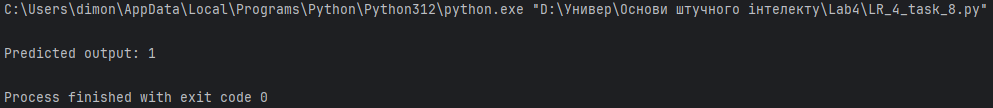 C:\Users\dimon\AppData\Local\Programs\Python\Python312\python.exe "D:\Универ\Основи штучного інтелекту\Lab4\LR_4_task_8.py"
Predicted output: 1
Process finished with exit code 0